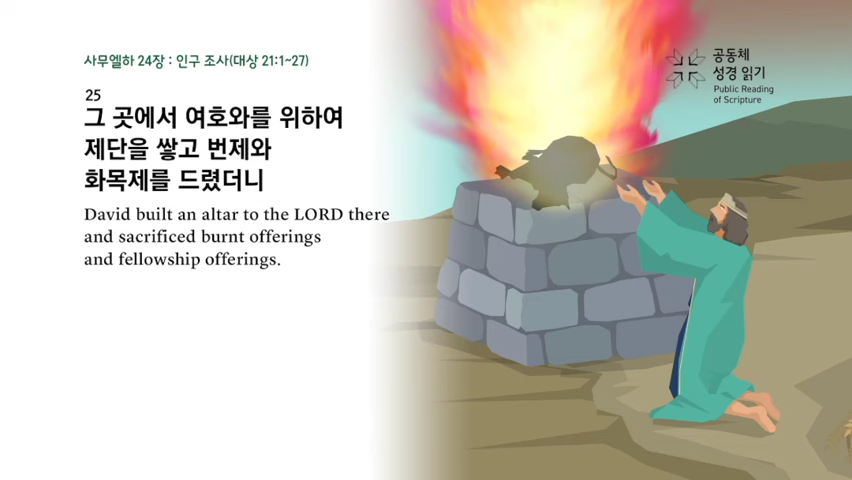 사무엘하 24장 : 인구 조사(대상 21:1~27)
25
그 곳에서 여호와를 위하여
제단을 쌓고 번제와
화목제를 드렸더니
David built an altar to the LORD there
and sacrificed burnt offerings
and fellowship offerings.
공동체
성경 읽기
Public Reading
of Scripture